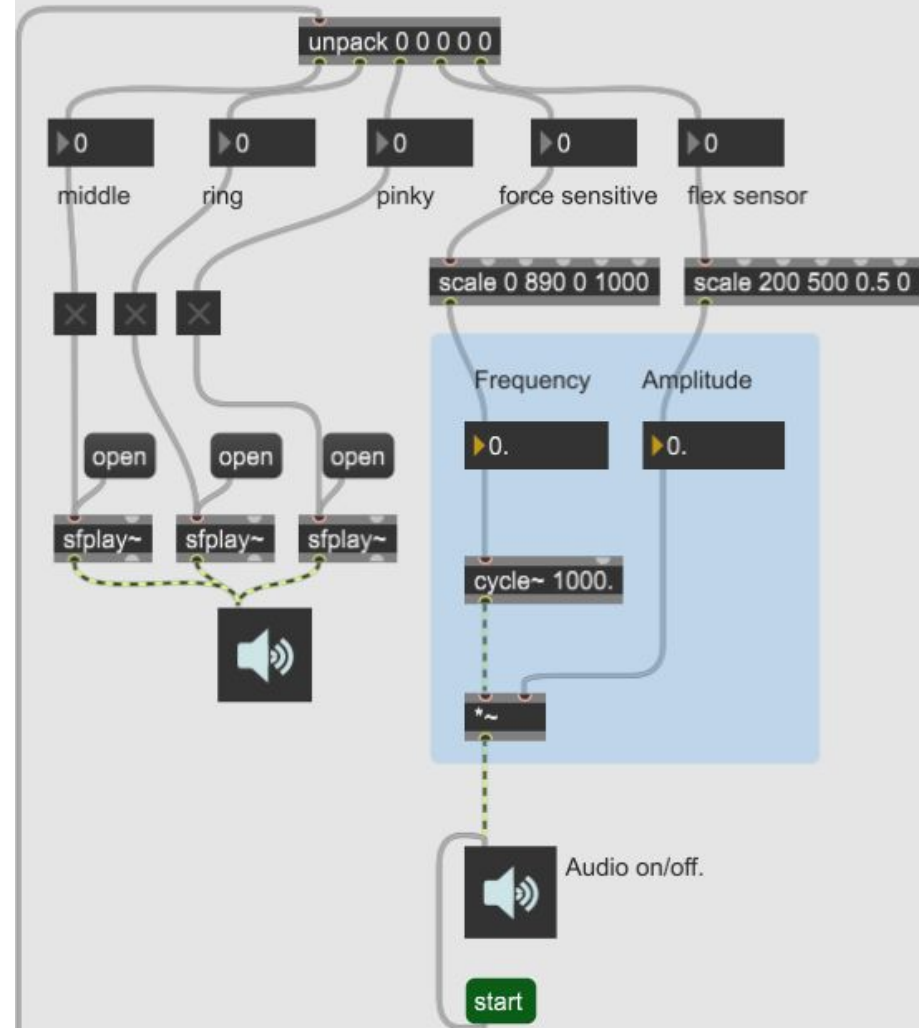 unpack 0 0 0 0 0
0
0
0
0
0
middle
ring
pinky
force sensitive
flex sensor
scale 0 890 0 1000
scale 200 500 0.5 0
Frequency
Amplitude
0.
0.
open
open
open
sfplay~
sfplay~
sfplay~
cycle~ 1000.
*~
Audio on/off.
start